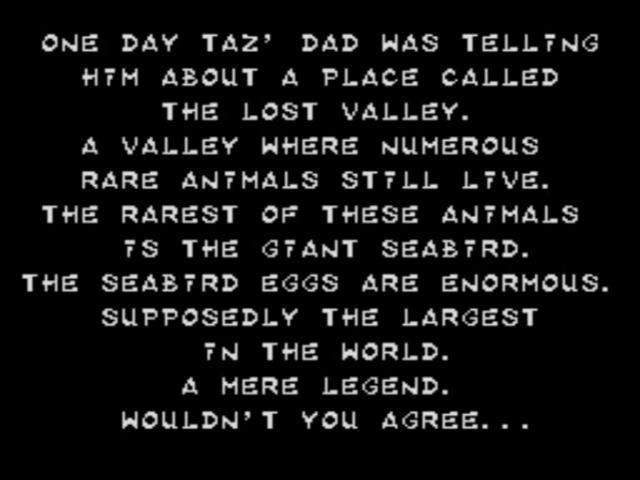 ONE DAY TAZ' DAD WAS TELLING
HIM ABOUT A PLACE CALLED
THE LOST VALLEY.
A VALLEY WHERE NUMEROUS
RARE ANIMALS STILL LIVE.
THE RAREST OF THESE ANIMALS
IS THE GIANT SEABIRD.
THE SEABIRD EGGS ARE ENORMOUS.
SUPPOSEDLY THE LARGEST
IN THE WORLD.
A MERE LEGEND.
WOULDN'T YOU AGREE...